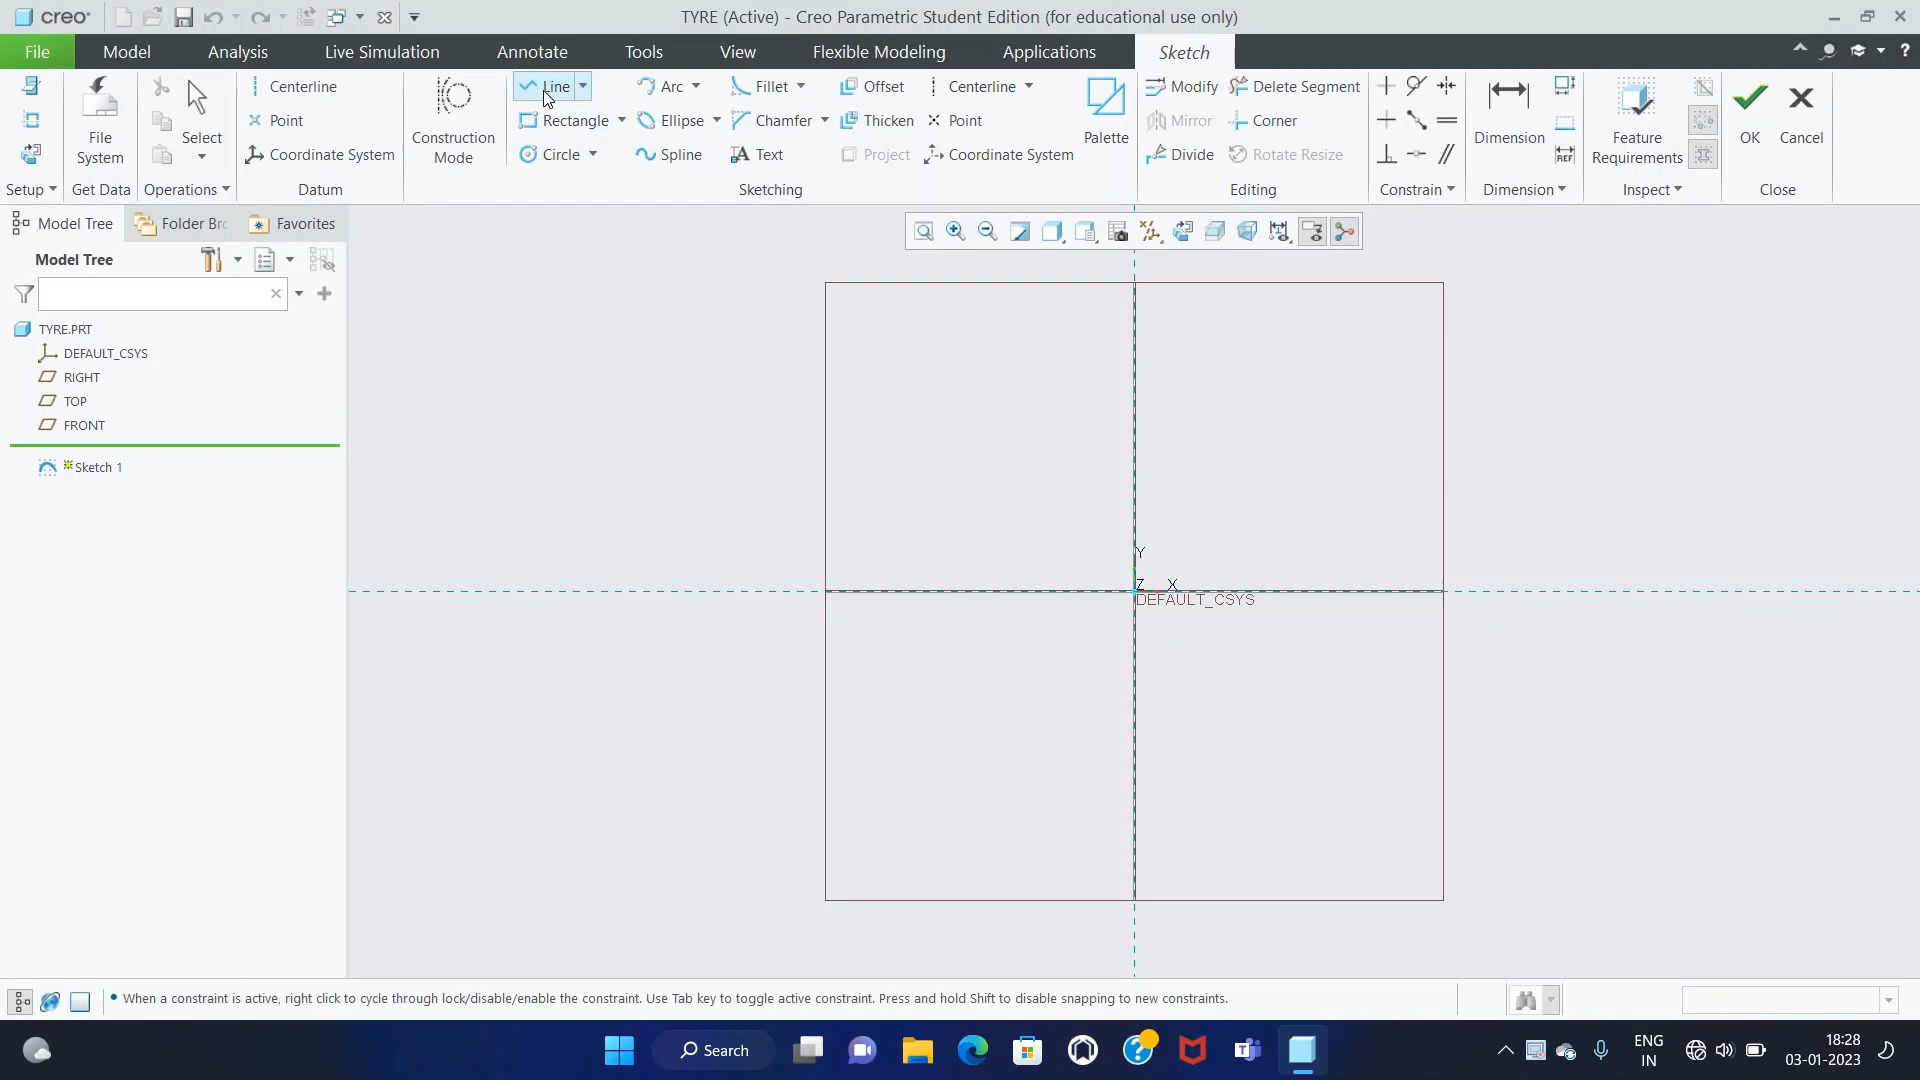 creo
TYRE (Active) - Creo Parametric Student Edition (for educational use only)
File Model Analysis Live Simulation Annotate Tools View Flexible Modeling Applications Sketch
Centerline Line Arc Fillet Offset Centerline Modify Delete Segment
Point Rectangle Ellipse Chamfer Thicken Point Mirror Corner
File System Select Construction Mode Palette Dimension Feature Requirements OK Cancel
Coordinate System Circle Spline Text Project Coordinate System Divide Rotate Resize
REF
Setup Get Data Operations Datum Sketching Editing Constrain Dimension Inspect Close
Model Tree Folder Brc Favorites
Model Tree
TYRE.PRT
DEFAULT_CSYS
RIGHT
TOP
FRONT
Sketch 1
Y
Z X
DEFAULT_CSYS
When a constraint is active, right click to cycle through lock/disable/enable the constraint. Use Tab key to toggle active constraint. Press and hold Shift to disable snapping to new constraints.
Search
ENG
IN
18:28
03-01-2023